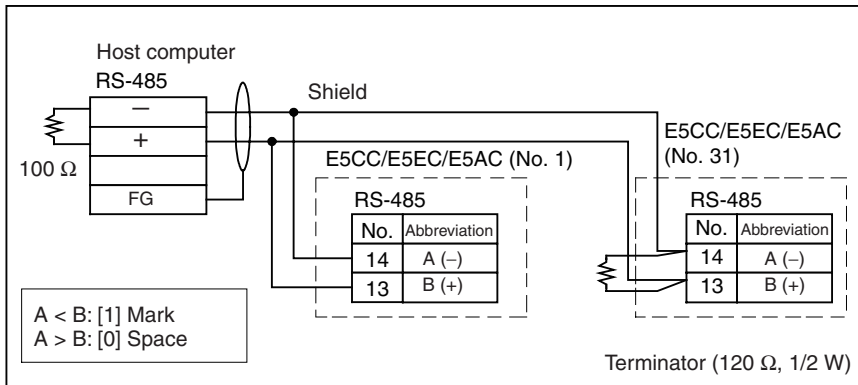 Host computer
RS-485
−
+
100 Ω
FG
Shield
E5CC/E5EC/E5AC (No. 1)
RS-485
No. Abbreviation
14 A (−)
13 B (+)
E5CC/E5EC/E5AC
(No. 31)
RS-485
No. Abbreviation
14 A (−)
13 B (+)
A < B: [1] Mark
A > B: [0] Space
Terminator (120 Ω, 1/2 W)